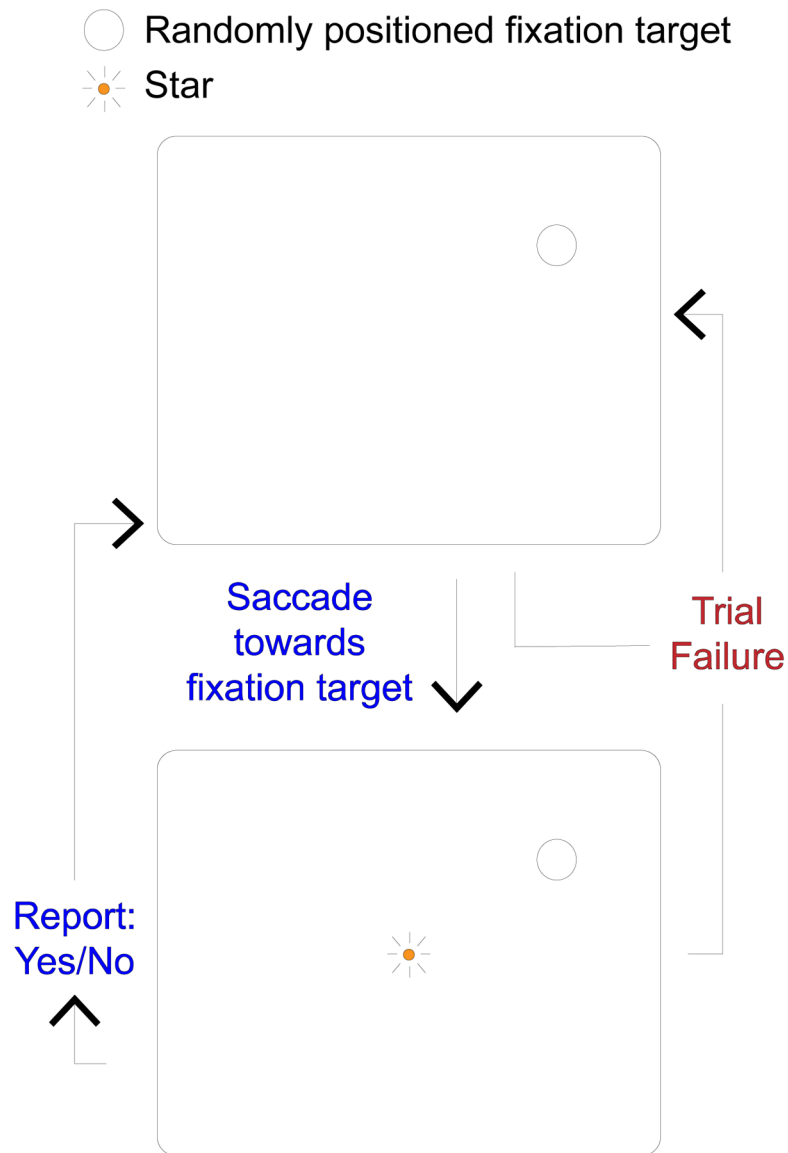 Randomly positioned fixation target
Star
Saccade
towards
fixation target
Trial
Failure
Report:
Yes/No